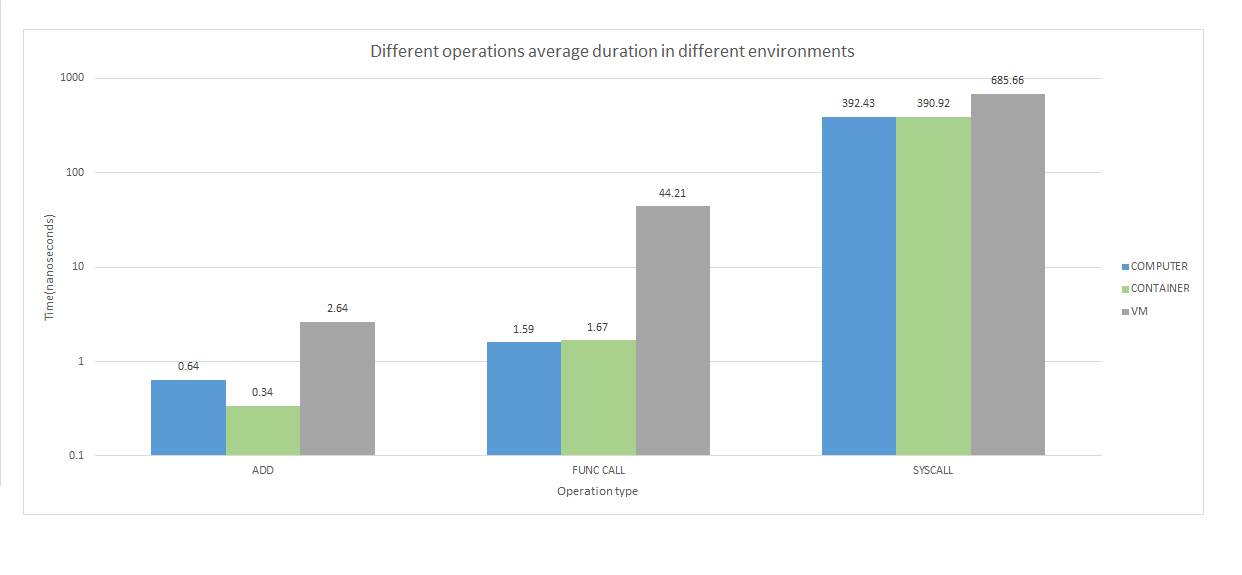 Different operations average duration in different environments
1000
100
10
1
0.1
Time(nanoseconds)
0.64
0.34
2.64
1.59
1.67
44.21
392.43
390.92
685.66
ADD
FUNC CALL
SYSCALL
Operation type
COMPUTER
CONTAINER
VM